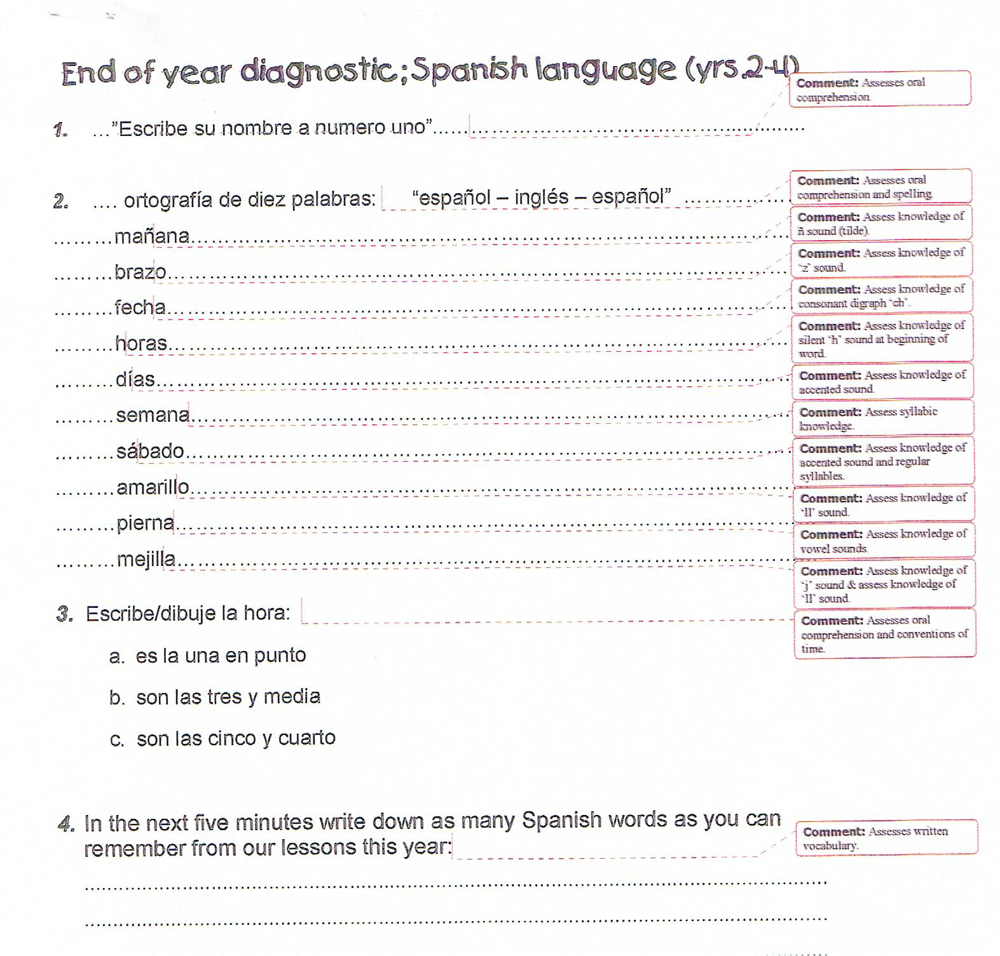 End of year diagnostic; Spanish language (yrs.2-4)
Comment: Assesses oral
comprehension.
1. ..."Escribe su nombre a numero uno"..........................................................
2. .... ortografía de diez palabras: "español – inglés – español" ................
Comment: Assesses oral
comprehension and spelling.
.........mañana..........................................................................
Comment: Assess knowledge of
ñ sound (tilde).
.........brazo..........................................................................
Comment: Assess knowledge of
'z' sound.
.........fecha..........................................................................
Comment: Assess knowledge of
consonant digraph 'ch'.
.........horas..........................................................................
Comment: Assess knowledge of
silent 'h' sound at beginning of
word.
.........días..........................................................................
Comment: Assess knowledge of
accented sound.
.........semana..........................................................................
Comment: Assess syllabic
knowledge.
.........sábado..........................................................................
Comment: Assess knowledge of
accented sound and regular
syllables.
.........amarillo..........................................................................
Comment: Assess knowledge of
'll' sound.
.........pierna..........................................................................
Comment: Assess knowledge of
vowel sounds.
.........mejilla..........................................................................
Comment: Assess knowledge of
'j' sound & assess knowledge of
'll' sound.
3. Escribe/dibuje la hora:
Comment: Assesses oral
comprehension and conventions of
time.
a. es la una en punto
b. son las tres y media
c. son las cinco y cuarto
4. In the next five minutes write down as many Spanish words as you can
remember from our lessons this year:
Comment: Assesses written
vocabulary.